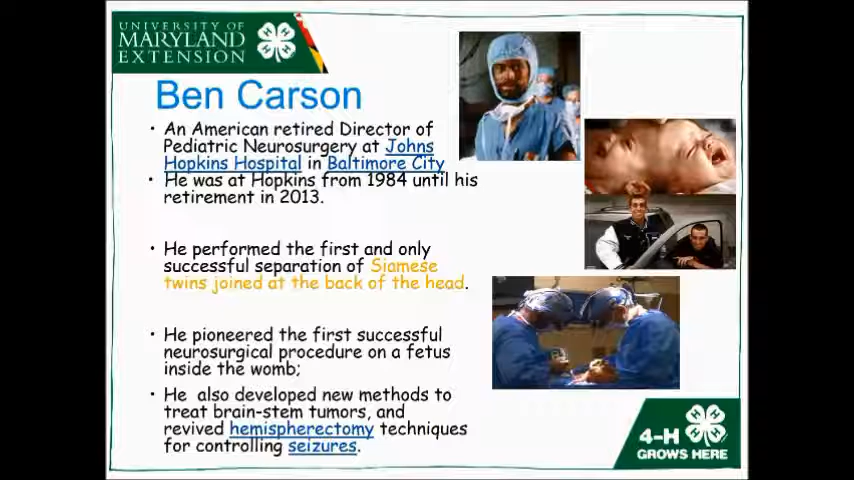 UNIVERSITY OF
MARYLAND
EXTENSION
Ben Carson
• An American retired Director of
Pediatric Neurosurgery at Johns
Hopkins Hospital in Baltimore City
• He was at Hopkins from 1984 until his
retirement in 2013.
• He performed the first and only
successful separation of Siamese
twins joined at the back of the head.
• He pioneered the first successful
neurosurgical procedure on a fetus
inside the womb;
• He also developed new methods to
treat brain-stem tumors, and
revived hemispherectomy techniques
for controlling seizures.
4-H
GROWS HERE